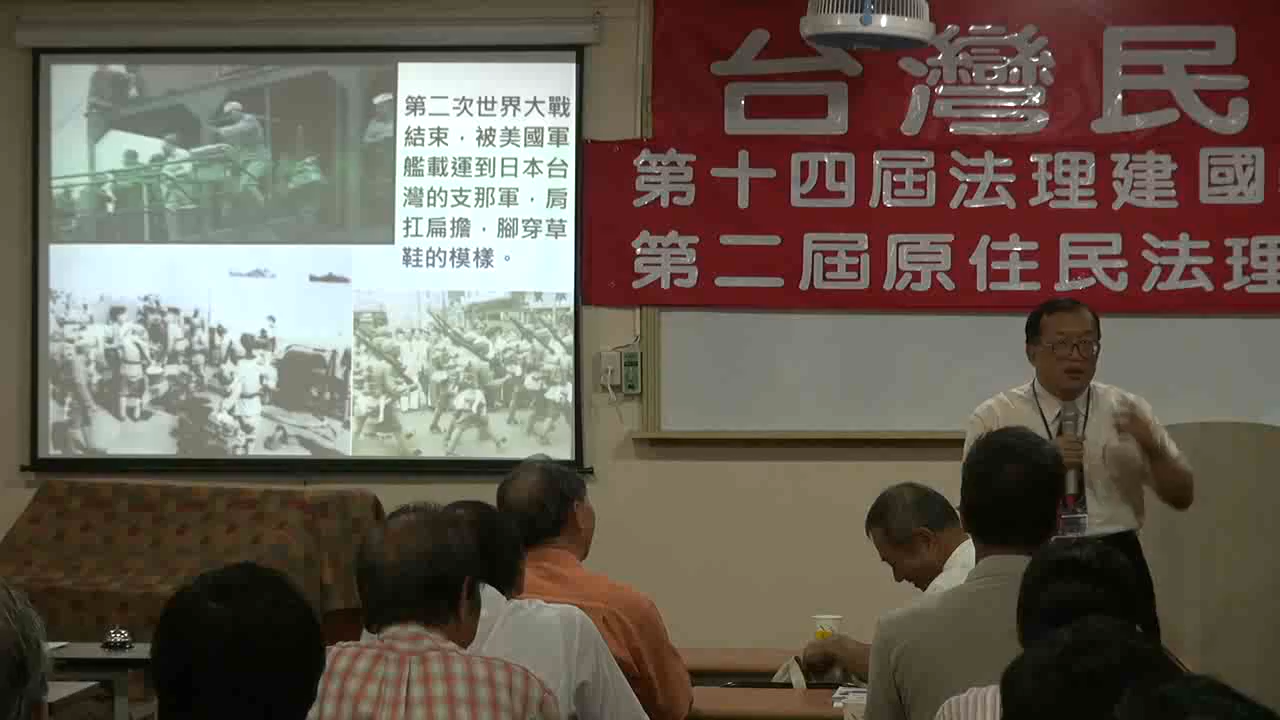 第二次世界大戰
結束，被美國軍
艦載運到日本台
灣的支那軍，肩
扛扁擔，腳穿草
鞋的模樣。
台灣民
第十四屆法理建國
第二屆原住民法理